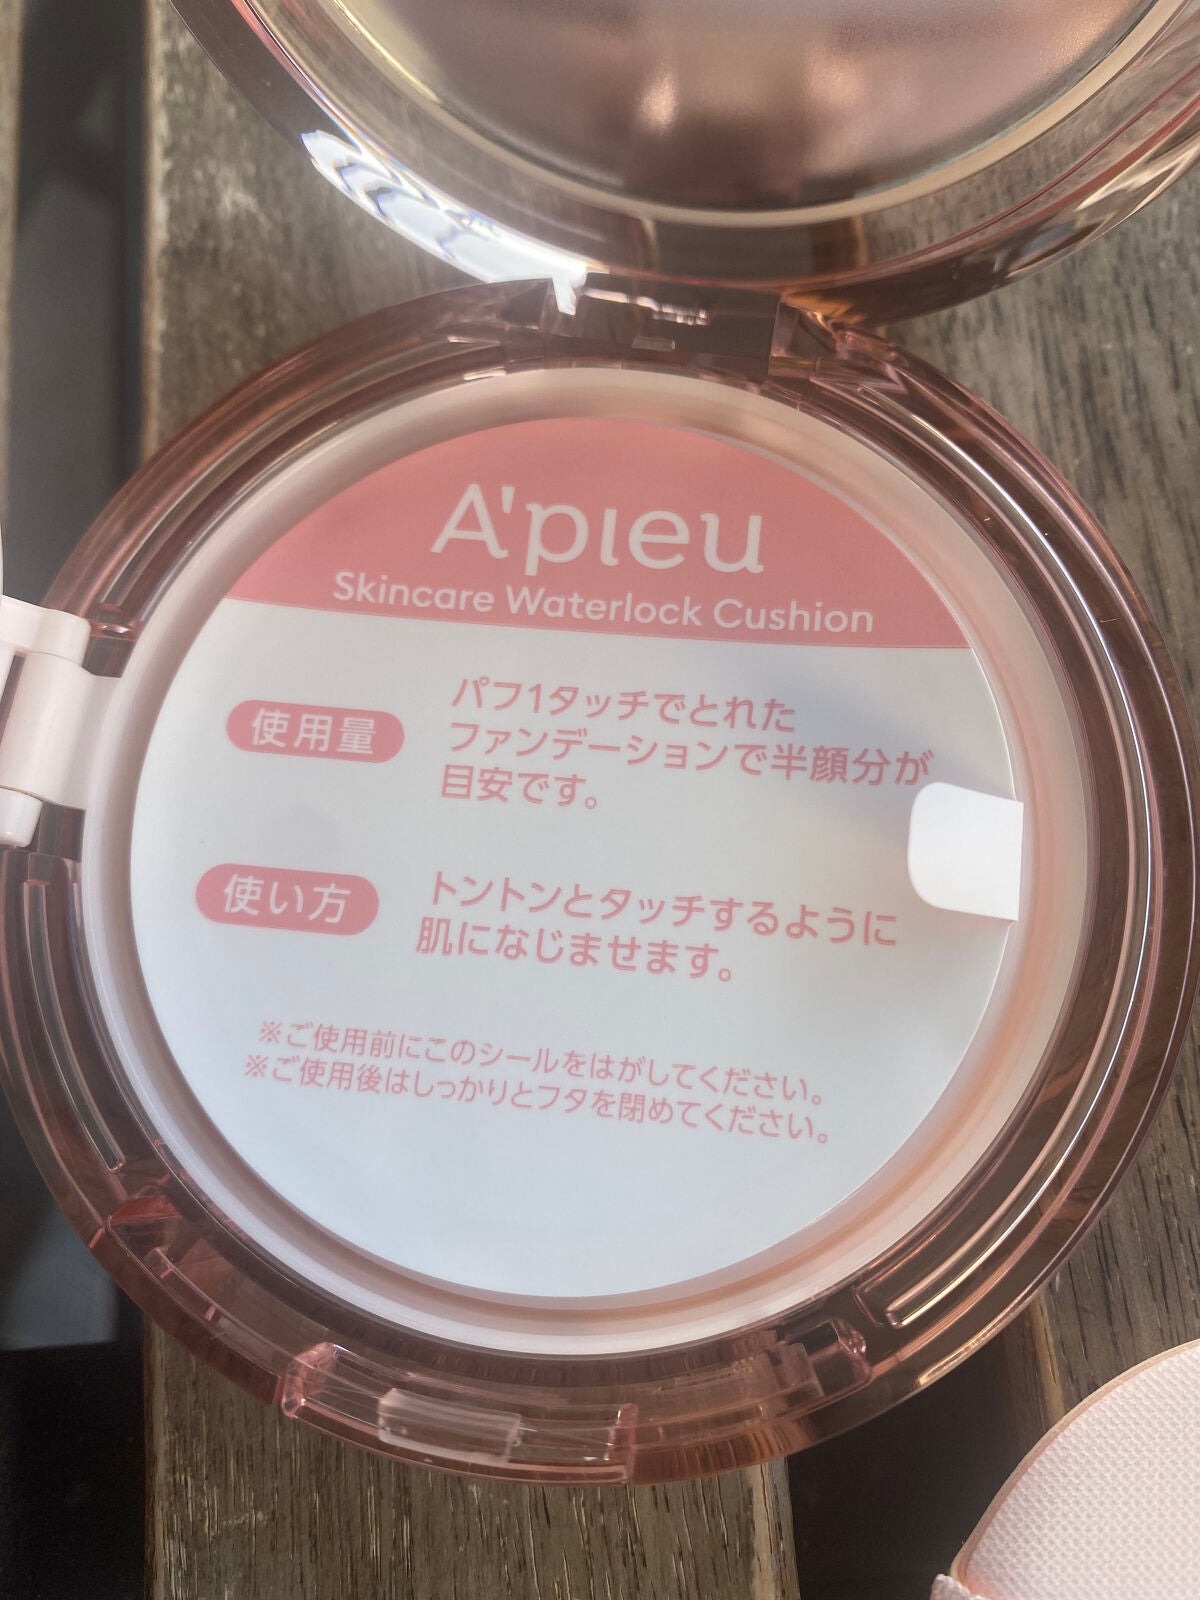 A'pieu
Skincare Waterlock Cushion
使用量
パフ1タッチでとれた
ファンデーションで半顔分が
目安です。
使い方
トントンとタッチするように
肌になじませます。
※ご使用前にこのシールをはがしてください。
※ご使用後はしっかりとフタを閉めてください。